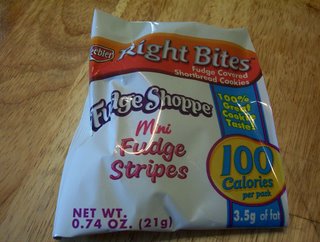 Keebler
Right Bites™
Fudge Covered
Shortbread Cookies
Fudge Shoppe
Mini
Fudge
Stripes
100%
Great
Cookie
Taste!
100
Calories
per pack
3.5g of fat
NET WT.
0.74 OZ. (21g)